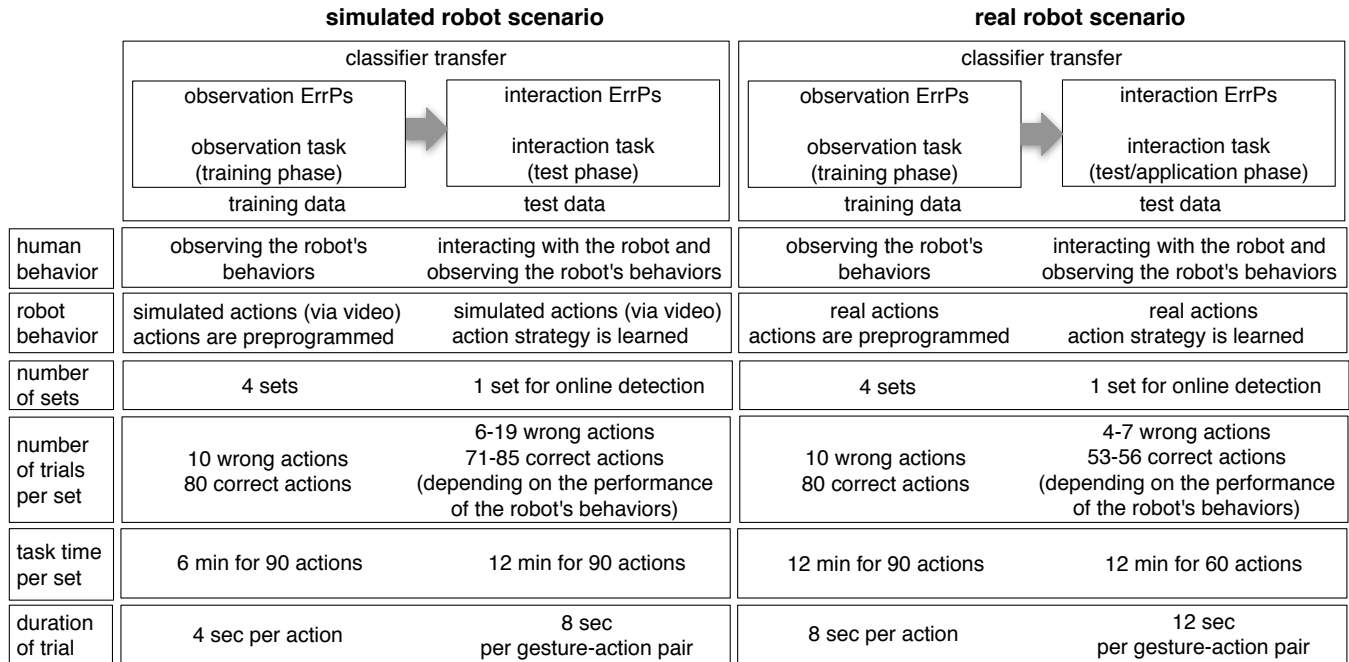 simulated robot scenario
real robot scenario
classifier transfer
classifier transfer
observation ErrPs
observation task
(training phase)
interaction ErrPs
interaction task
(test phase)
observation ErrPs
observation task
(training phase)
interaction ErrPs
interaction task
(test/application phase)
training data
test data
training data
test data
human
behavior
observing the robot's
behaviors
interacting with the robot and
observing the robot's behaviors
observing the robot's
behaviors
interacting with the robot and
observing the robot's behaviors
robot
behavior
simulated actions (via video)
actions are preprogrammed
simulated actions (via video)
action strategy is learned
real actions
actions are preprogrammed
real actions
action strategy is learned
number
of sets
4 sets
1 set for online detection
4 sets
1 set for online detection
number
of trials
per set
10 wrong actions
80 correct actions
6-19 wrong actions
71-85 correct actions
(depending on the performance
of the robot's behaviors)
10 wrong actions
80 correct actions
4-7 wrong actions
53-56 correct actions
(depending on the performance
of the robot's behaviors)
task time
per set
6 min for 90 actions
12 min for 90 actions
12 min for 90 actions
12 min for 60 actions
duration
of trial
4 sec per action
8 sec
per gesture-action pair
8 sec per action
12 sec
per gesture-action pair